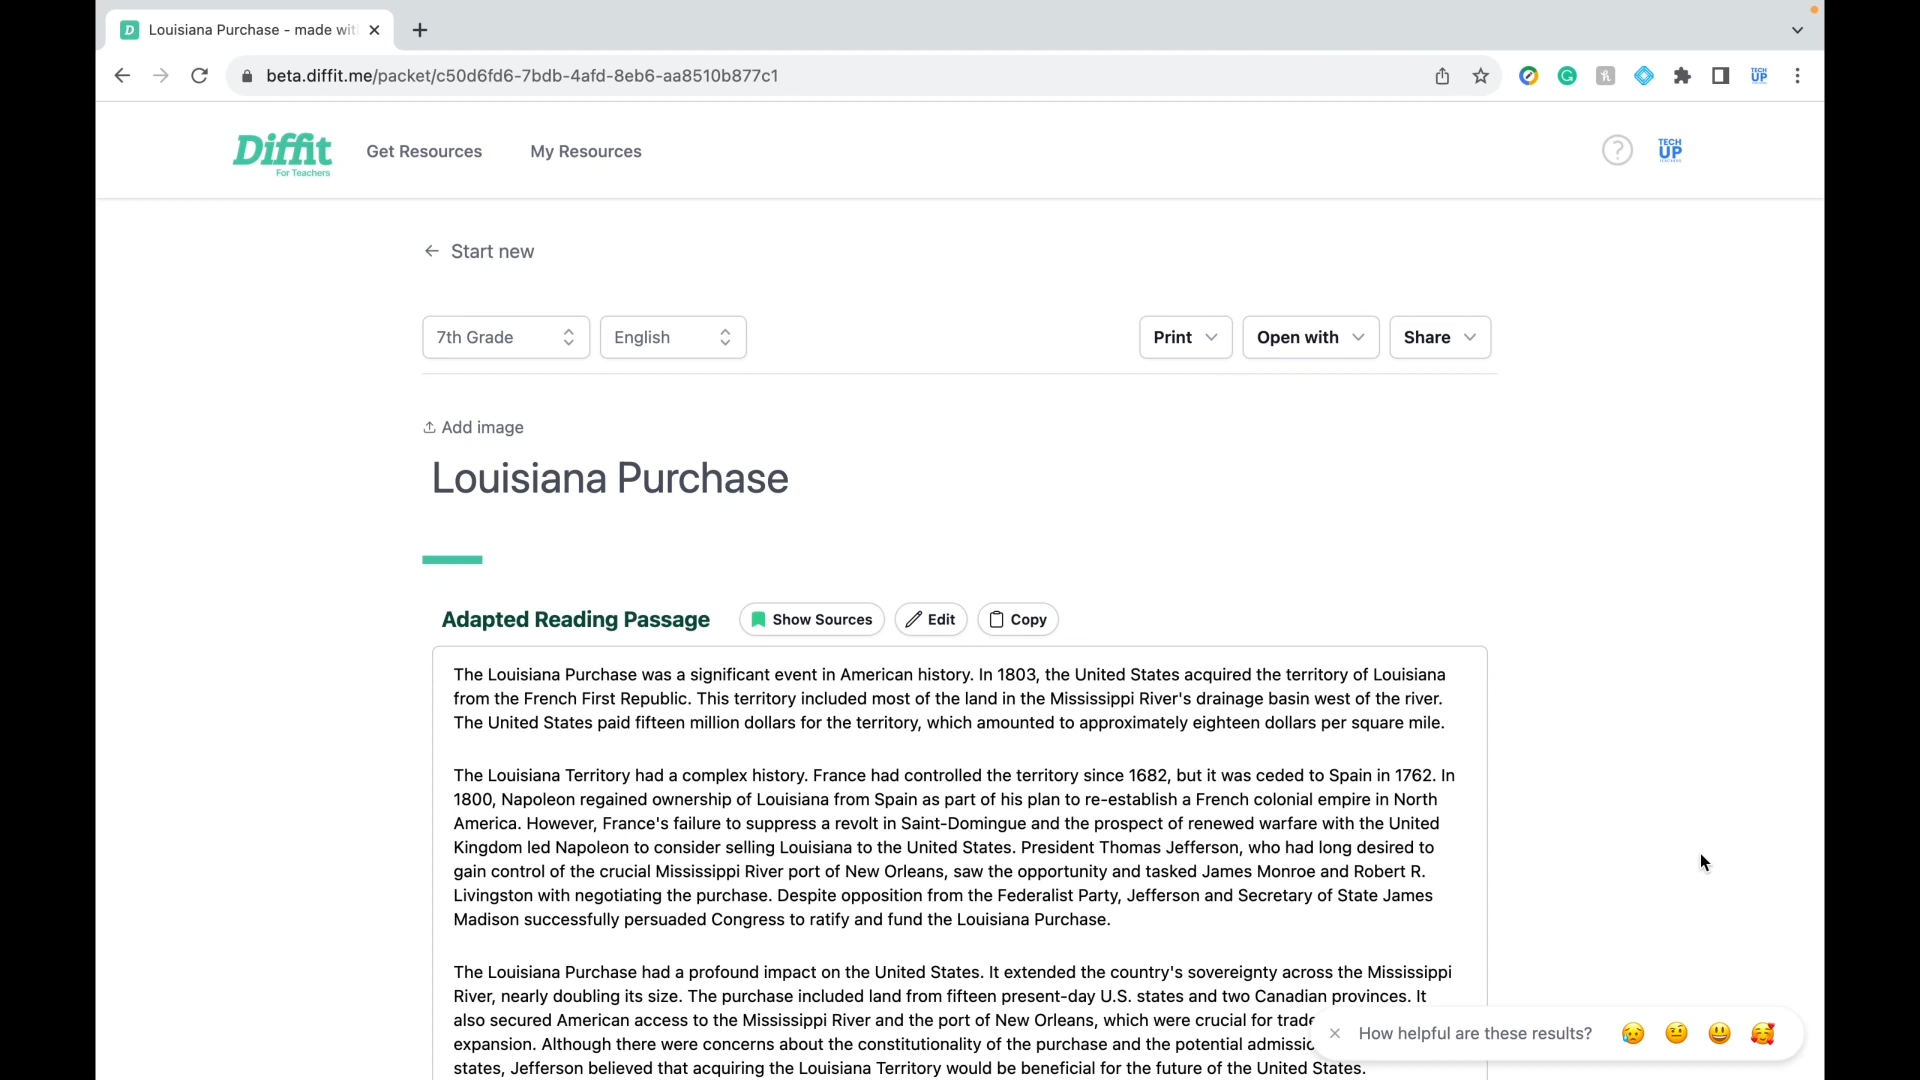 Louisiana Purchase - made wit
beta.diffit.me/packet/c50d6fd6-7bdb-4afd-8eb6-aa8510b877c1
TECH UP
Diffit
For Teachers
Get Resources
My Resources
?
TECH
UP
Start new
7th Grade
English
Print
Open with
Share
Add image
Louisiana Purchase
Adapted Reading Passage
Show Sources
Edit
Copy
The Louisiana Purchase was a significant event in American history. In 1803, the United States acquired the territory of Louisiana
from the French First Republic. This territory included most of the land in the Mississippi River's drainage basin west of the river.
The United States paid fifteen million dollars for the territory, which amounted to approximately eighteen dollars per square mile.
The Louisiana Territory had a complex history. France had controlled the territory since 1682, but it was ceded to Spain in 1762. In
1800, Napoleon regained ownership of Louisiana from Spain as part of his plan to re-establish a French colonial empire in North
America. However, France's failure to suppress a revolt in Saint-Domingue and the prospect of renewed warfare with the United
Kingdom led Napoleon to consider selling Louisiana to the United States. President Thomas Jefferson, who had long desired to
gain control of the crucial Mississippi River port of New Orleans, saw the opportunity and tasked James Monroe and Robert R.
Livingston with negotiating the purchase. Despite opposition from the Federalist Party, Jefferson and Secretary of State James
Madison successfully persuaded Congress to ratify and fund the Louisiana Purchase.
The Louisiana Purchase had a profound impact on the United States. It extended the country's sovereignty across the Mississippi
River, nearly doubling its size. The purchase included land from fifteen present-day U.S. states and two Canadian provinces. It
also secured American access to the Mississippi River and the port of New Orleans, which were crucial for trade
expansion. Although there were concerns about the constitutionality of the purchase and the potential admissio
states, Jefferson believed that acquiring the Louisiana Territory would be beneficial for the future of the United States.
How helpful are these results?